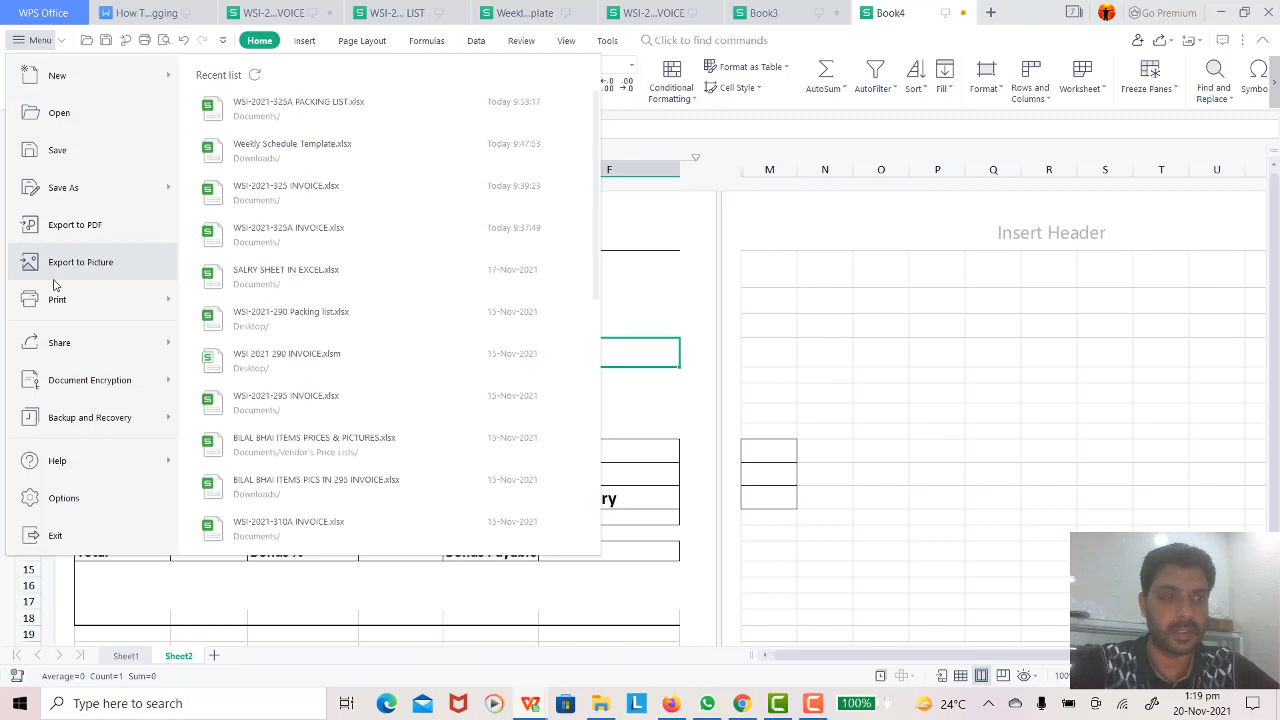 WPS Office
How T...ting
WSI-2...VOICE
WSI-2... LIST
Weekl...plate
WSI-2...VOICE
Book3
Book4
Go Premium
Menu
Home
Insert
Page Layout
Formulas
Data
Review
View
Tools
Click to find commands
New
Open
Save
Save As
Export to PDF
Export to Picture
Print
Share
Document Encryption
Backup and Recovery
Help
Options
Exit
Recent list
WSI-2021-325A PACKING LIST.xlsx
Today 9:53:17
Documents/
Weekly Schedule Template.xlsx
Today 9:47:53
Downloads/
WSI-2021-325 INVOICE.xlsx
Today 9:39:23
Documents/
WSI-2021-325A INVOICE.xlsx
Today 9:37:49
Documents/
SALRY SHEET IN EXCEL.xlsx
17-Nov-2021
Documents/
WSI-2021-290 Packing list.xlsx
15-Nov-2021
Desktop/
WSI 2021 290 INVOICE.xlsm
15-Nov-2021
Desktop/
WSI-2021-295 INVOICE.xlsx
15-Nov-2021
Documents/
BILAL BHAI ITEMS PRICES & PICTURES.xlsx
15-Nov-2021
Documents/Vendor's Price Lists/
BILAL BHAI ITEMS PICS IN 295 INVOICE.xlsx
15-Nov-2021
Downloads/
WSI-2021-310A INVOICE.xlsx
15-Nov-2021
Documents/
Conditional
Formatting
Format as Table
Cell Style
AutoSum
AutoFilter
Sort
Fill
Format
Rows and
Columns
Worksheet
Freeze Panes
Find and
Replace
Symbo
F M N O P Q R S T U
Insert Header
ry
Total Bonus % Bonus Payable
15
16
17
18
19
Sheet1
Sheet2
Average=0 Count=1 Sum=0
100
Type here to search
100%
24°C
1:19 pm
20-Nov-2021